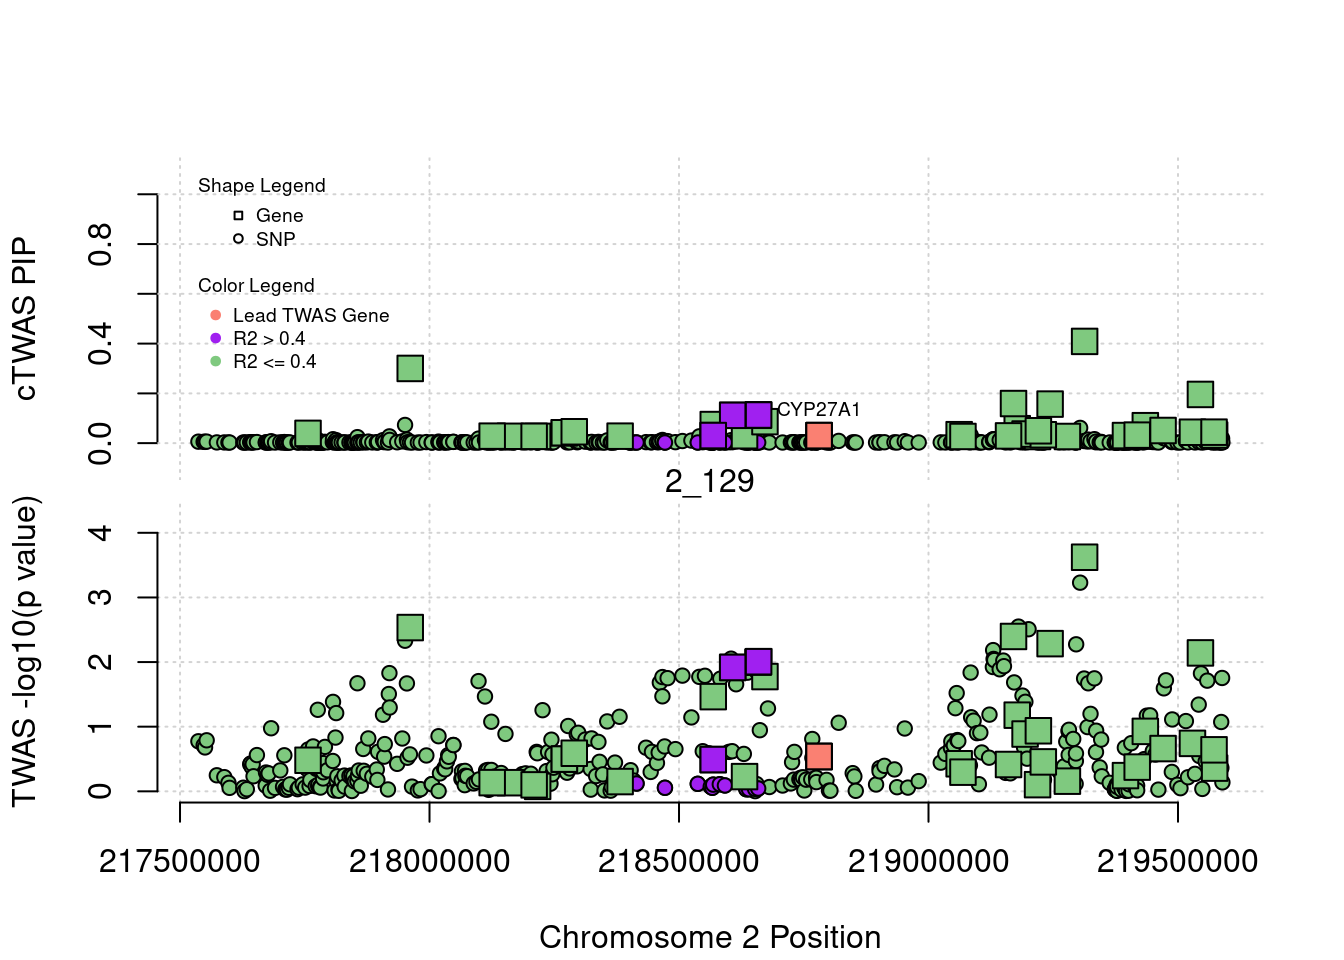 Shape Legend
Gene
SNP
Color Legend
Lead TWAS Gene
R2 > 0.4
R2 <= 0.4
cTWAS PIP
0.8
0.4
0.0
CYP27A1
2_129
TWAS -log10(p value)
4
3
2
1
0
217500000 218000000 218500000 219000000 219500000
Chromosome 2 Position